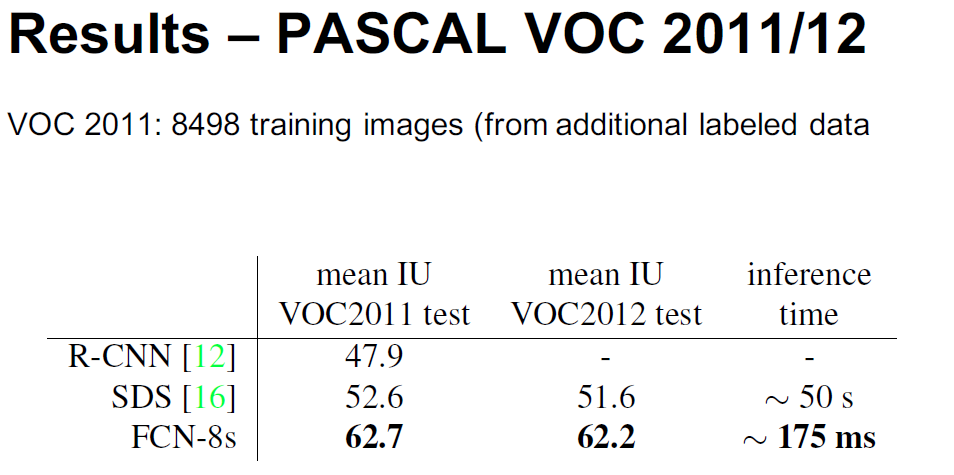 Results – PASCAL VOC 2011/12
VOC 2011: 8498 training images (from additional labeled data
mean IU mean IU inference
VOC2011 test VOC2012 test time
R-CNN [12] 47.9 - -
SDS [16] 52.6 51.6 ~ 50 s
FCN-8s 62.7 62.2 ~ 175 ms